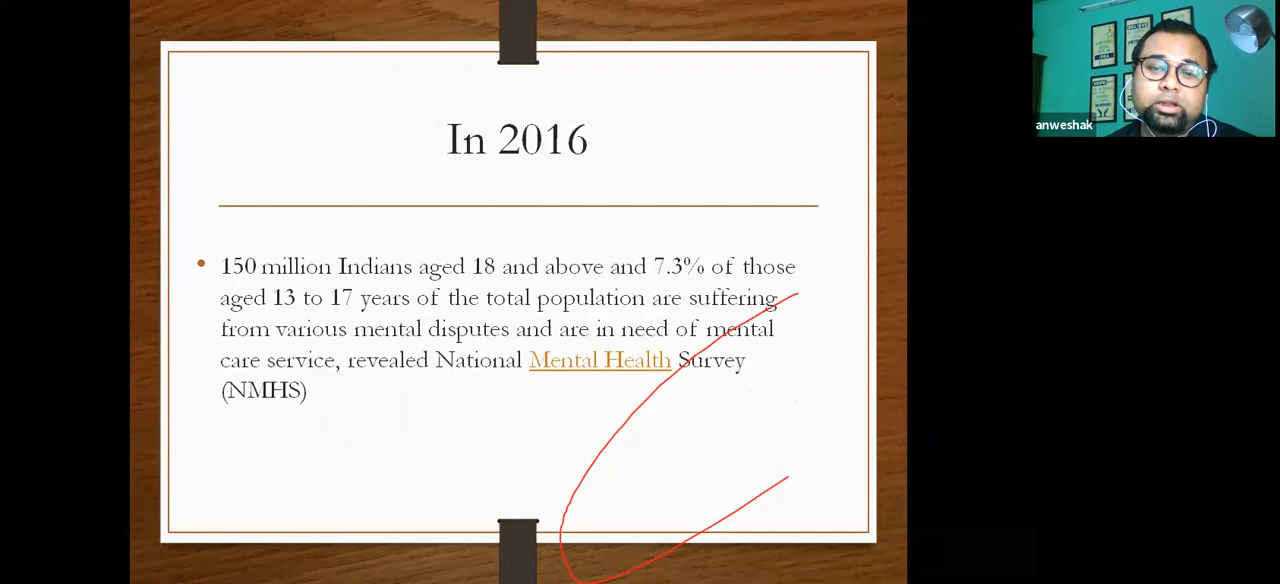 In 2016
150 million Indians aged 18 and above and 7.3% of those
aged 13 to 17 years of the total population are suffering
from various mental disputes and are in need of mental
care service, revealed National Mental Health Survey
(NMHS)
anweshak
BELIEVE
HOPE